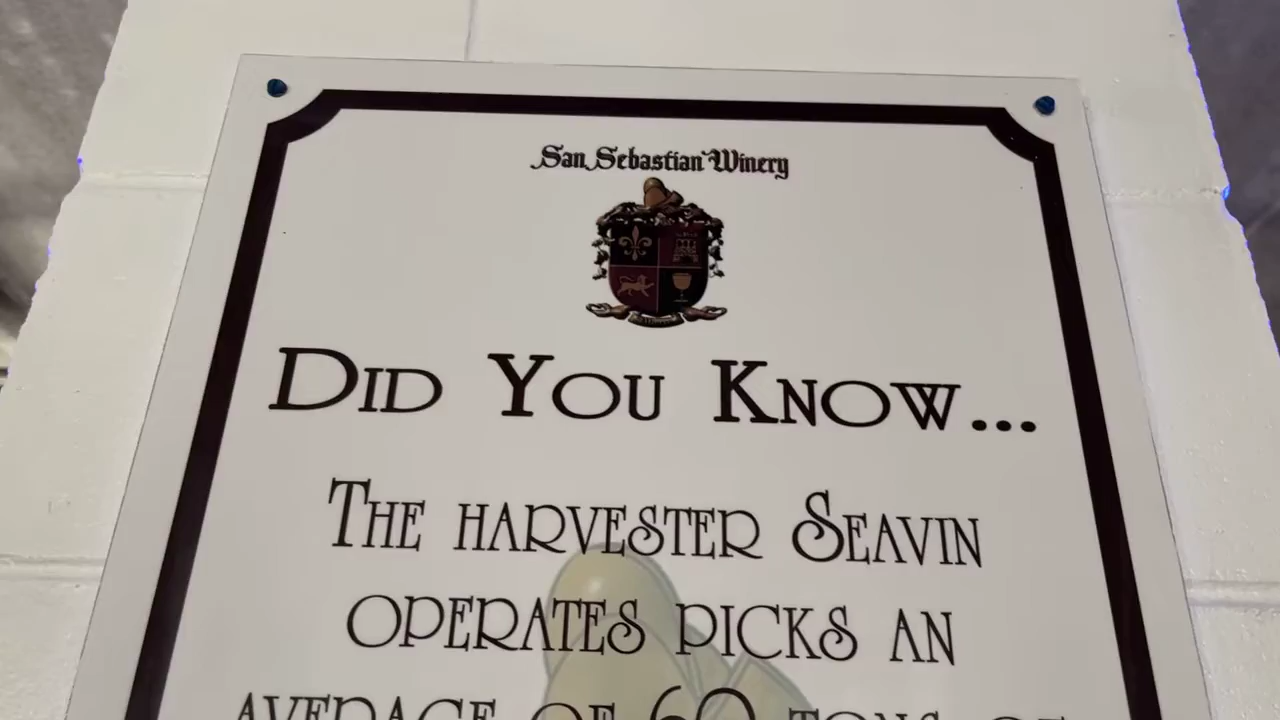 San Sebastian Winery
DID YOU KNOW...
THE HARVESTER SEAVIN
OPERATES PICKS AN
AVERAGE OF 60 TONS OF